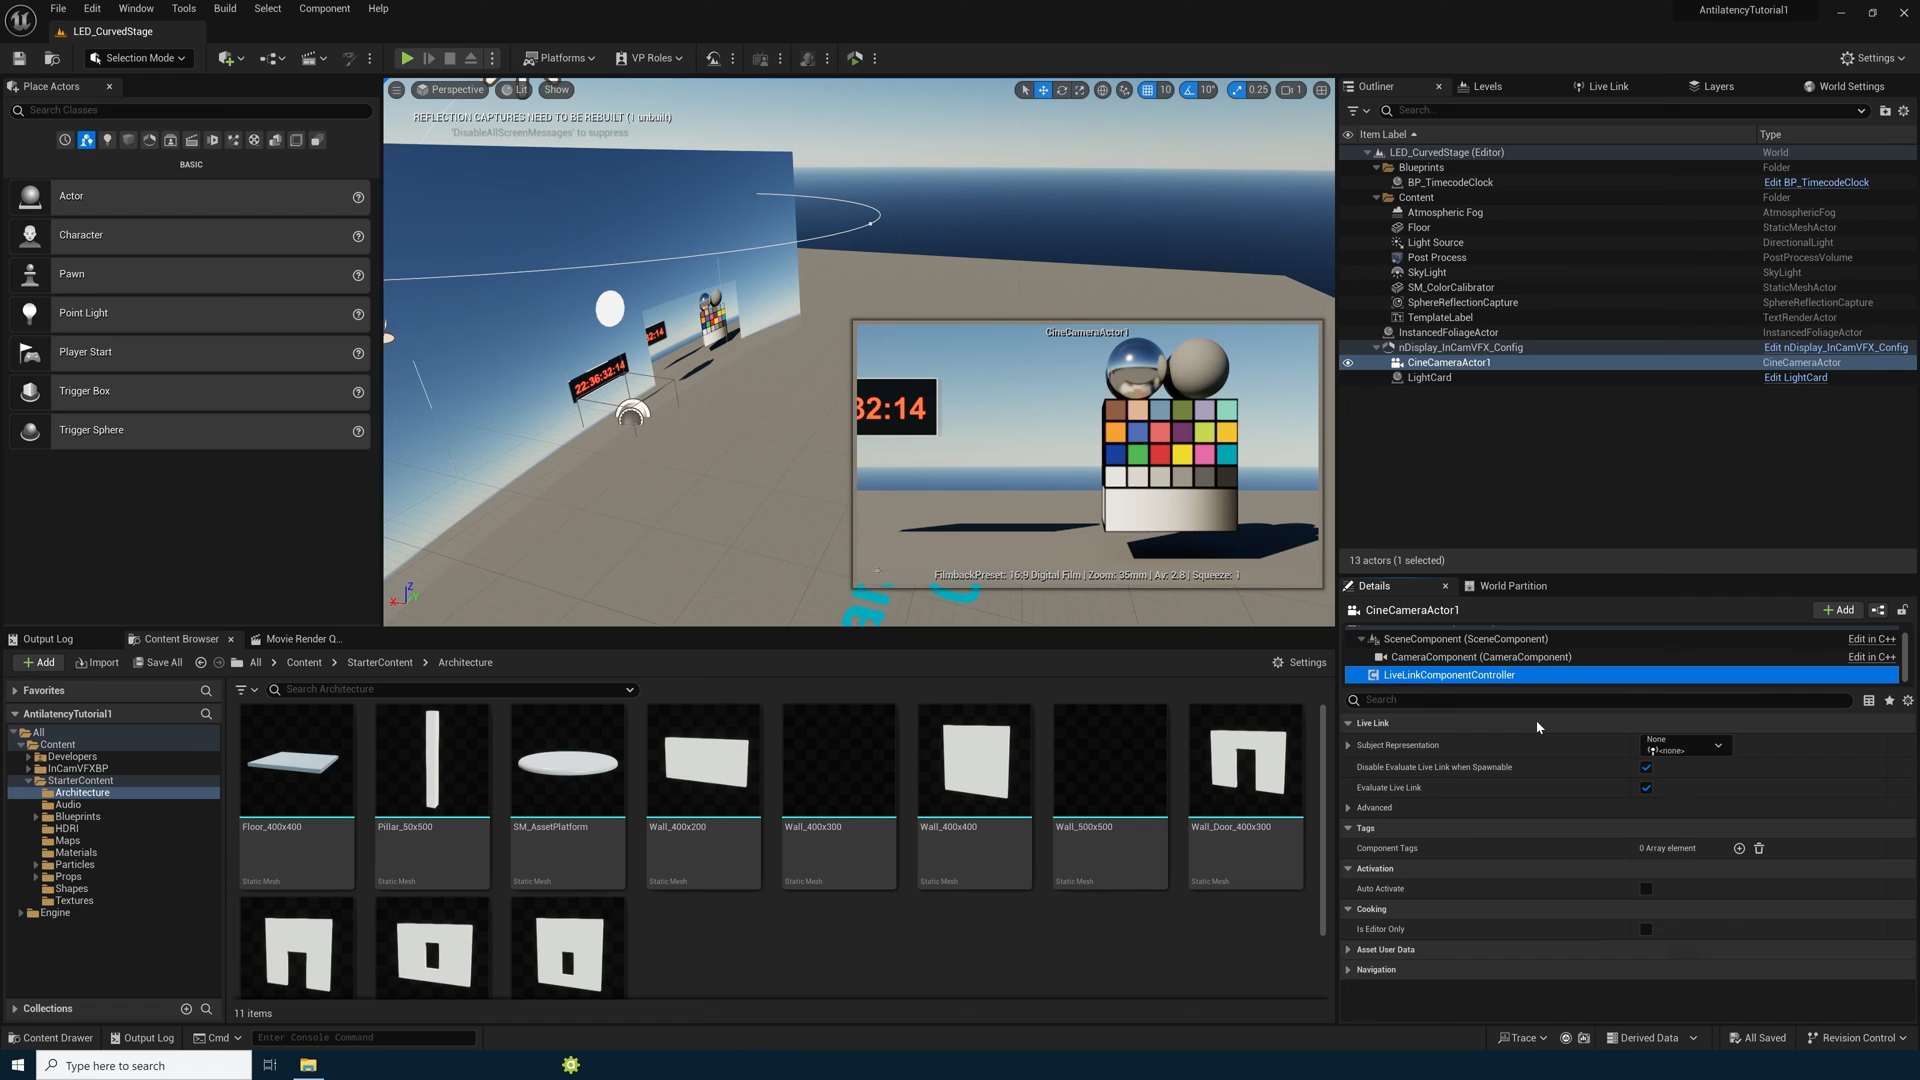 File Edit Window Tools Build Select Component Help
AntilatencyTutorial1
LED_CurvedStage
Selection Mode
Platforms
VP Roles
Settings
Place Actors
Search Classes
BASIC
Actor
Character
Pawn
Point Light
Player Start
Trigger Box
Trigger Sphere
Perspective Lit Show
10 10° 0.25 1
REFLECTION CAPTURES NEED TO BE REBUILT (1 unbuilt)
'DisableAllScreenMessages' to suppress
22:36:32:14
32:14
CineCameraActor1
32:14
FilmbackPreset: 16:9 Digital Film | Zoom: 35mm | Av: 2.8 | Squeeze: 1
Z
X Y
Outliner Levels Live Link Layers World Settings
Search...
Item Label Type
LED_CurvedStage (Editor) World
Blueprints Folder
BP_TimecodeClock Edit BP_TimecodeClock
Content Folder
Atmospheric Fog AtmosphericFog
Floor StaticMeshActor
Light Source DirectionalLight
Post Process PostProcessVolume
SkyLight SkyLight
SM_ColorCalibrator StaticMeshActor
SphereReflectionCapture SphereReflectionCapture
TemplateLabel TextRenderActor
InstancedFoliageActor InstancedFoliageActor
nDisplay_InCamVFX_Config Edit nDisplay_InCamVFX_Config
CineCameraActor1 CineCameraActor
LightCard Edit LightCard
13 actors (1 selected)
Details World Partition
CineCameraActor1
Add
SceneComponent (SceneComponent) Edit in C++
CameraComponent (CameraComponent) Edit in C++
LiveLinkComponentController
Search
Live Link
Subject Representation None
<none>
Disable Evaluate Live Link when Spawnable
Evaluate Live Link
Advanced
Tags
Component Tags 0 Array element
Activation
Auto Activate
Cooking
Is Editor Only
Asset User Data
Navigation
Output Log Content Browser Movie Render Q...
Add Import Save All All Content StarterContent Architecture Settings
Favorites
AntilatencyTutorial1
All
Content
Developers
InCamVFXBP
StarterContent
Architecture
Audio
Blueprints
HDRI
Maps
Materials
Particles
Props
Shapes
Textures
Engine
Collections
Search Architecture
Floor_400x400 Pillar_50x500 SM_AssetPlatform Wall_400x200 Wall_400x300 Wall_400x400 Wall_500x500 Wall_Door_400x300
Static Mesh Static Mesh Static Mesh Static Mesh Static Mesh Static Mesh Static Mesh Static Mesh
11 items
Content Drawer Output Log Cmd Enter Console Command Trace Derived Data All Saved Revision Control
Type here to search